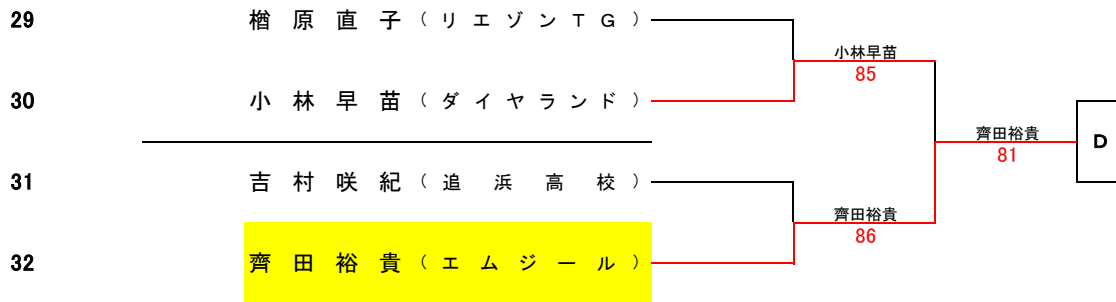 29 楢原直子（リエゾンTG）
小林早苗
85
30 小林早苗（ダイヤランド）
齊田裕貴
81
D
31 吉村咲紀（追浜高校）
齊田裕貴
86
32 齊田裕貴（エムジール）